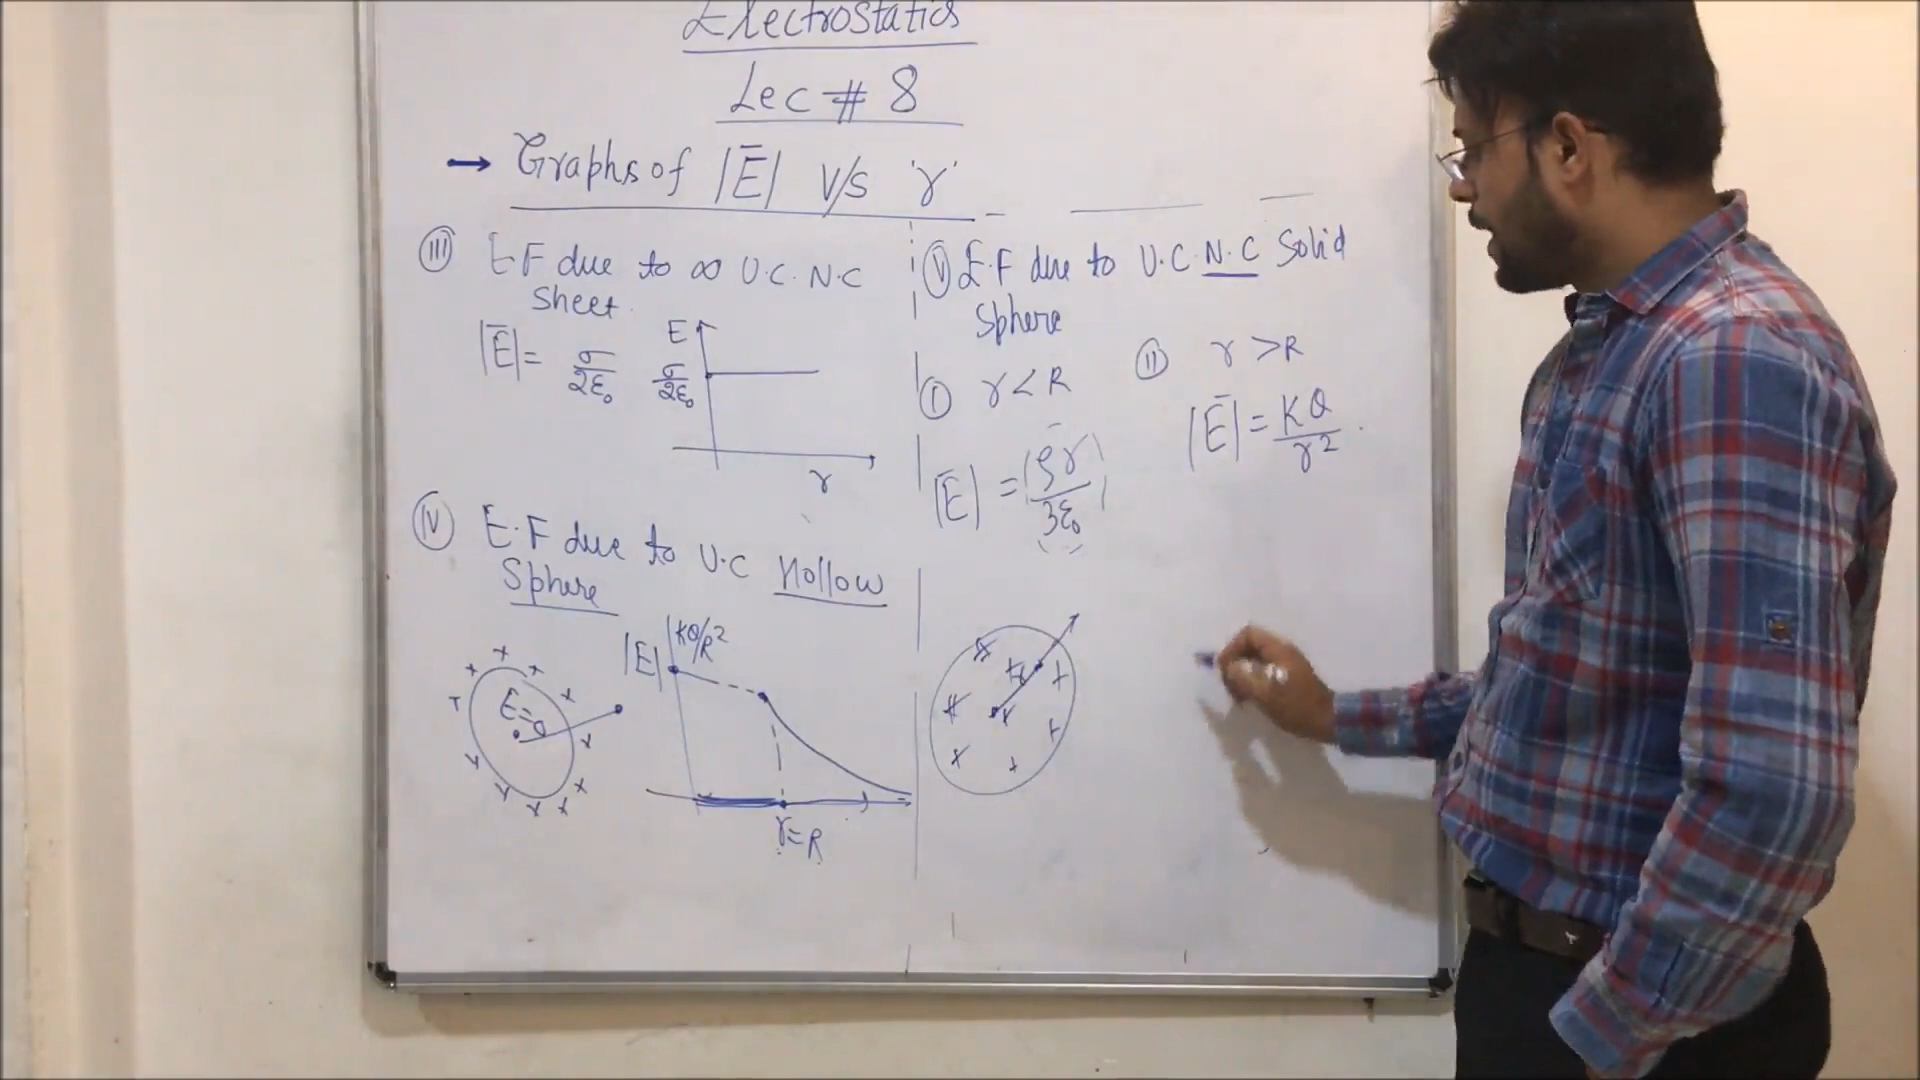 Electrostatics
Lec # 8
→ Graphs of |E̅| V/s 'r'
(III) E.F due to ∞ U.C.N.C
Sheet.
|E̅| = σ/2ε₀
E
σ/2ε₀
r
(IV) E.F due to U.C Hollow
Sphere
E=0
|E|
KQ/R²
r=R
(V) E.F due to U.C.N.C Solid
Sphere
(I) r<R
|E̅| = (ρr/3ε₀)
(II) r>R
|E̅| = KQ/r²